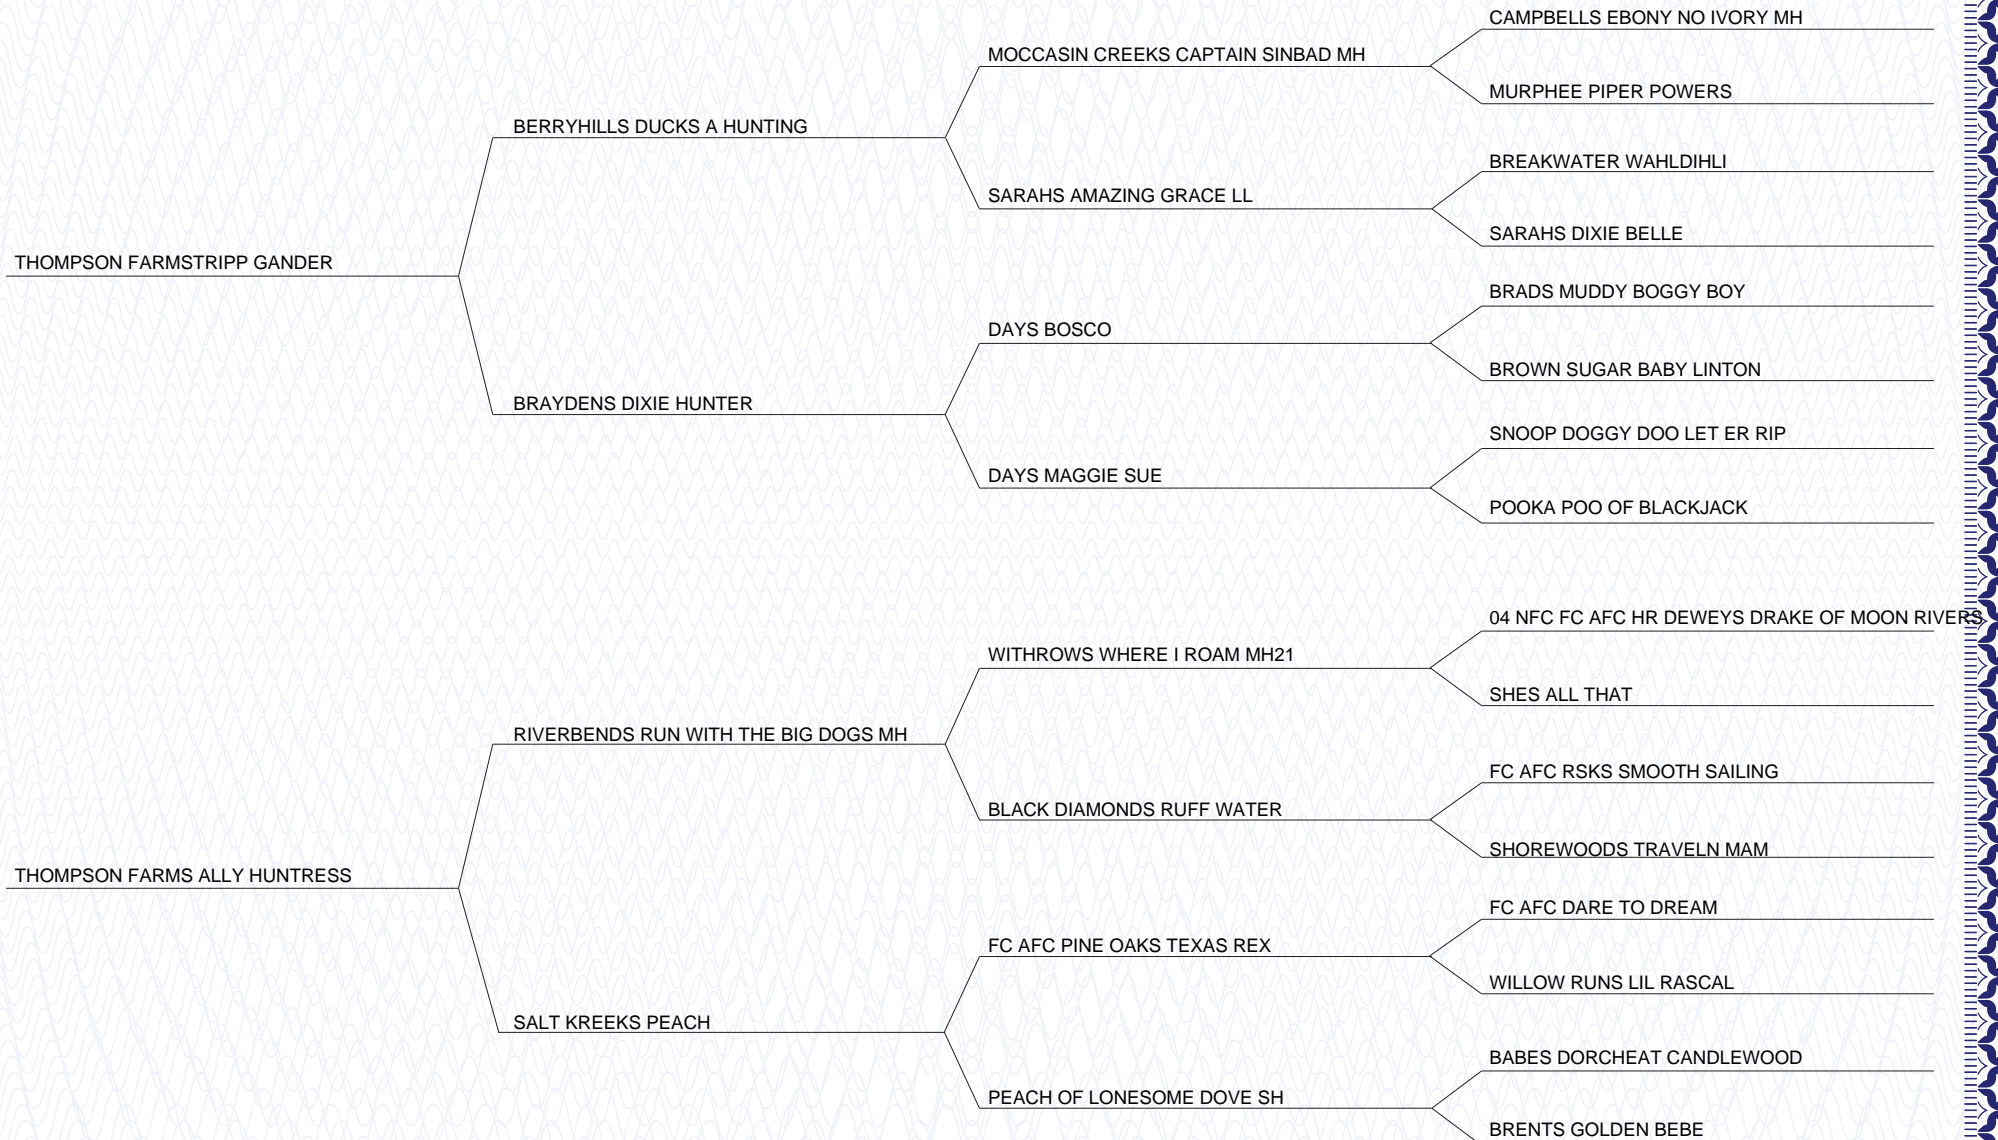 CAMPBELLS EBONY NO IVORY MH
MOCCASIN CREEKS CAPTAIN SINBAD MH
MURPHEE PIPER POWERS
BERRYHILLS DUCKS A HUNTING
BREAKWATER WAHLDIHLI
SARAHS AMAZING GRACE LL
SARAHS DIXIE BELLE
THOMPSON FARMSTRIPP GANDER
BRADS MUDDY BOGGY BOY
DAYS BOSCO
BROWN SUGAR BABY LINTON
BRAYDENS DIXIE HUNTER
SNOOP DOGGY DOO LET ER RIP
DAYS MAGGIE SUE
POOKA POO OF BLACKJACK
04 NFC FC AFC HR DEWEYS DRAKE OF MOON RIVERS
WITHROWS WHERE I ROAM MH21
SHES ALL THAT
RIVERBENDS RUN WITH THE BIG DOGS MH
FC AFC RSKS SMOOTH SAILING
BLACK DIAMONDS RUFF WATER
SHOREWOODS TRAVELN MAM
THOMPSON FARMS ALLY HUNTRESS
FC AFC DARE TO DREAM
FC AFC PINE OAKS TEXAS REX
WILLOW RUNS LIL RASCAL
SALT KREEKS PEACH
BABES DORCHEAT CANDLEWOOD
PEACH OF LONESOME DOVE SH
BRENTS GOLDEN BEBE